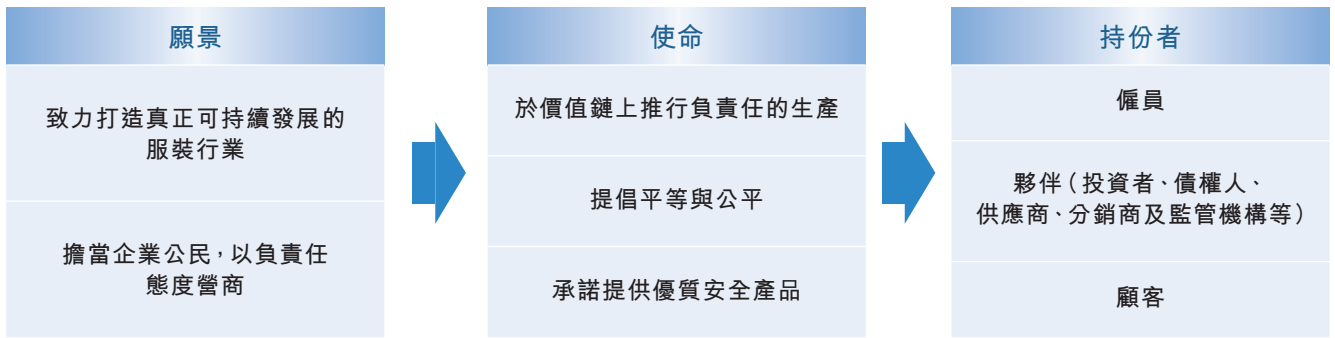 願景
致力打造真正可持續發展的
服裝行業
擔當企業公民，以負責任
態度營商
使命
於價值鏈上推行負責任的生產
提倡平等與公平
承諾提供優質安全產品
持份者
僱員
夥伴（投資者、債權人、
供應商、分銷商及監管機構等）
顧客